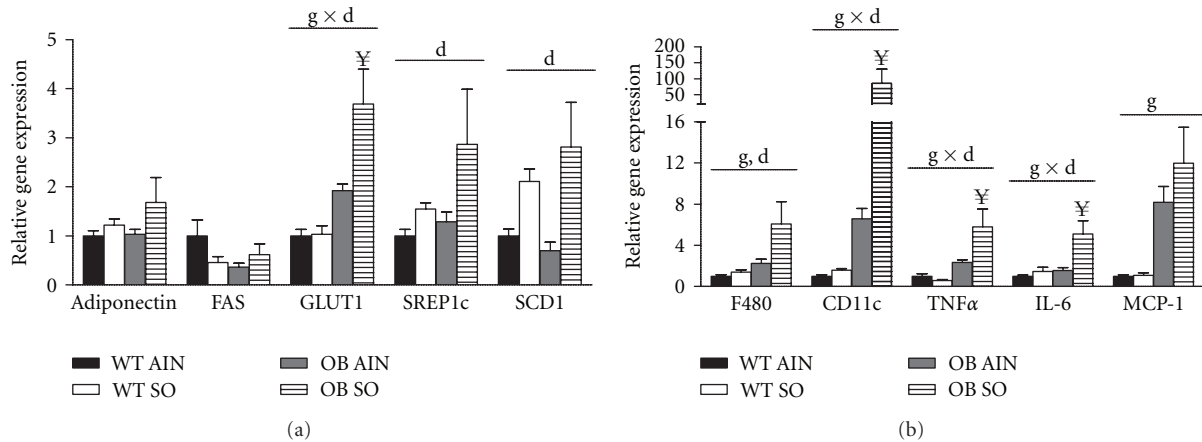 g × d
5
¥
d
d
4
3
2
1
0
Relative gene expression
Adiponectin FAS GLUT1 SREP1c SCD1
WT AIN OB AIN
WT SO OB SO
(a)
g × d
200
150
100
50
¥
16
g
12
g, d
g × d
g × d
8
¥
¥
4
0
Relative gene expression
F480 CD11c TNFα IL-6 MCP-1
WT AIN OB AIN
WT SO OB SO
(b)